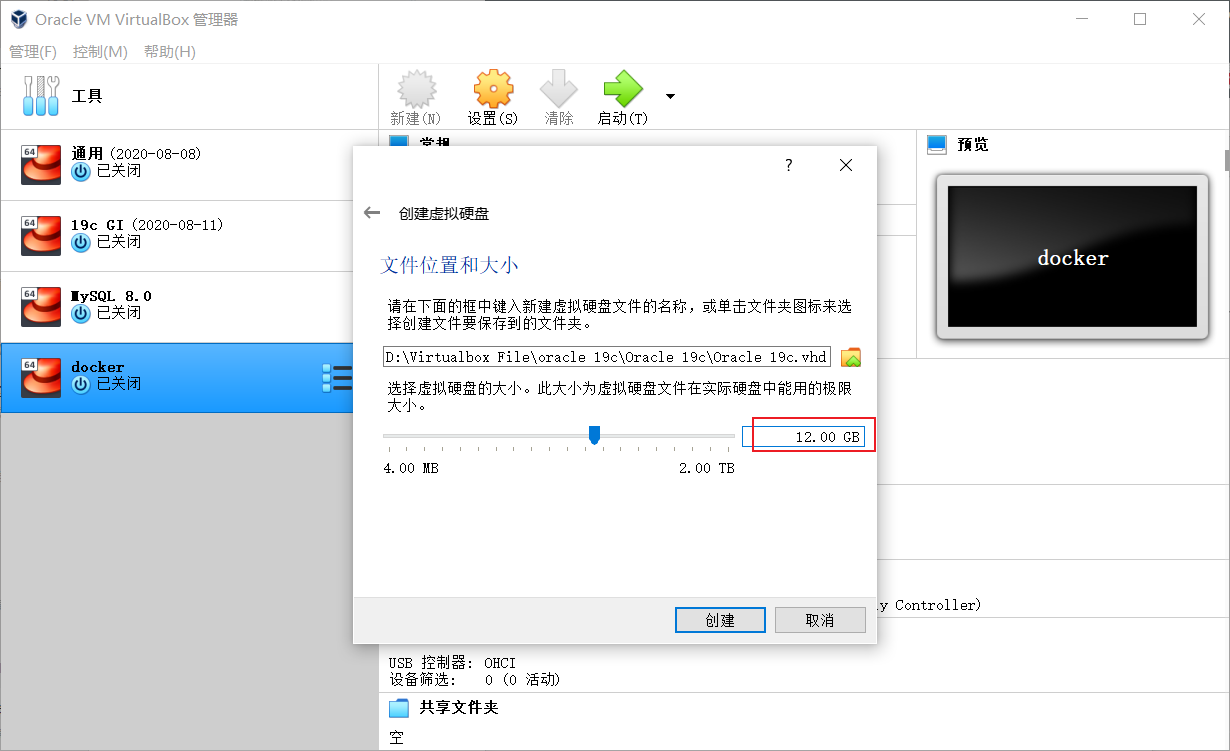 Oracle VM VirtualBox 管理器
管理(F) 控制(M) 帮助(H)
工具
新建(N) 设置(S) 清除 启动(T)
64
通用 (2020-08-08)
已关闭
64
19c GI (2020-08-11)
已关闭
64
MySQL 8.0
已关闭
64
docker
已关闭
常规
预览
docker
?
创建虚拟硬盘
文件位置和大小
请在下面的框中键入新建虚拟硬盘文件的名称，或单击文件夹图标来选
择创建文件要保存到的文件夹。
D:\Virtualbox File\oracle 19c\Oracle 19c\Oracle 19c.vhd
选择虚拟硬盘的大小。此大小为虚拟硬盘文件在实际硬盘中能用的极限
大小。
12.00 GB
4.00 MB 2.00 TB
创建 取消
y Controller)
USB 控制器: OHCI
设备筛选: 0 (0 活动)
共享文件夹
空